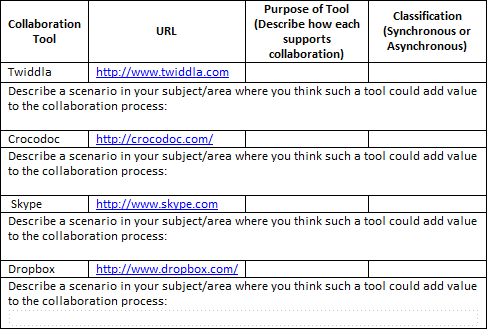 Collaboration Tool
URL
Purpose of Tool (Describe how each supports collaboration)
Classification (Synchronous or Asynchronous)
Twiddla http://www.twiddla.com
Describe a scenario in your subject/area where you think such a tool could add value
to the collaboration process:
Crocodoc http://crocodoc.com/
Describe a scenario in your subject/area where you think such a tool could add value
to the collaboration process:
Skype http://www.skype.com
Describe a scenario in your subject/area where you think such a tool could add value
to the collaboration process:
Dropbox http://www.dropbox.com/
Describe a scenario in your subject/area where you think such a tool could add value
to the collaboration process: